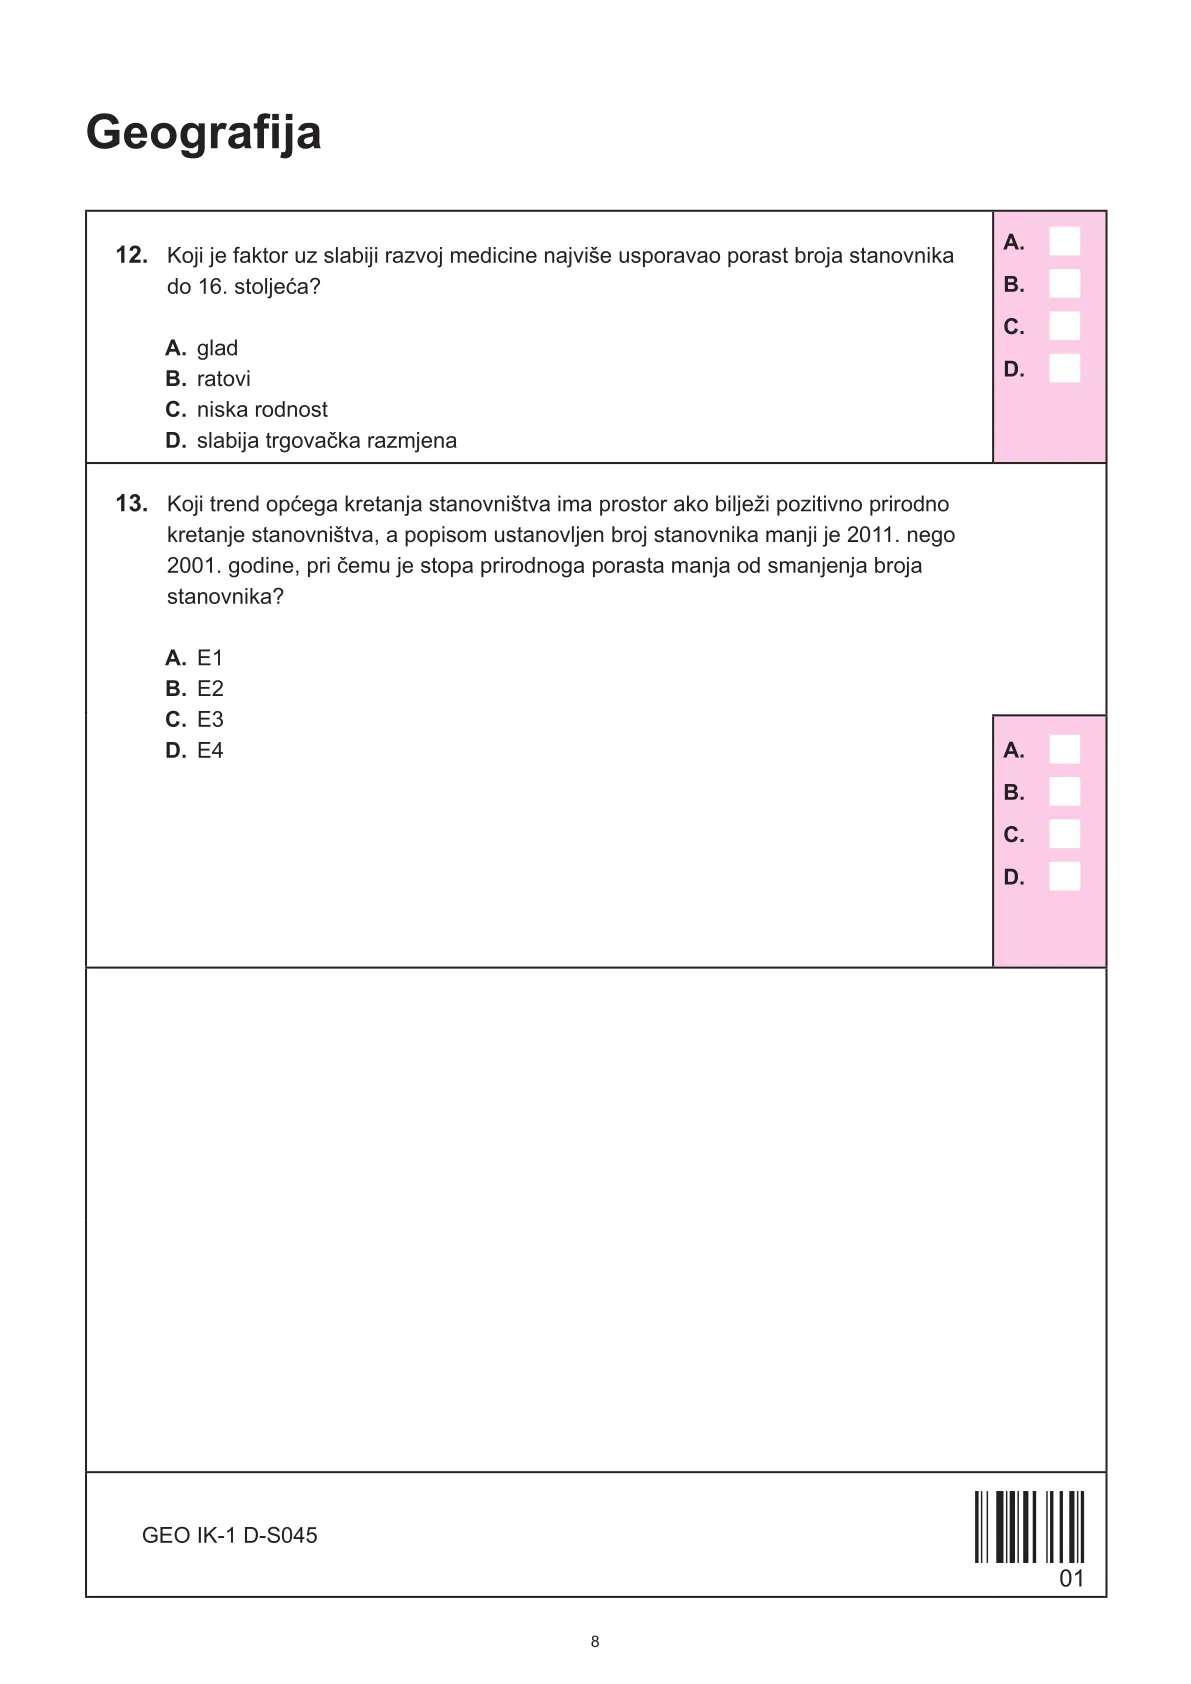 Geografija
12. Koji je faktor uz slabiji razvoj medicine najviše usporavao porast broja stanovnika
do 16. stoljeća?
A. glad
B. ratovi
C. niska rodnost
D. slabija trgovačka razmjena
A.
B.
C.
D.
13. Koji trend općega kretanja stanovništva ima prostor ako bilježi pozitivno prirodno
kretanje stanovništva, a popisom ustanovljen broj stanovnika manji je 2011. nego
2001. godine, pri čemu je stopa prirodnoga porasta manja od smanjenja broja
stanovnika?
A. E1
B. E2
C. E3
D. E4
A.
B.
C.
D.
GEO IK-1 D-S045
01
8